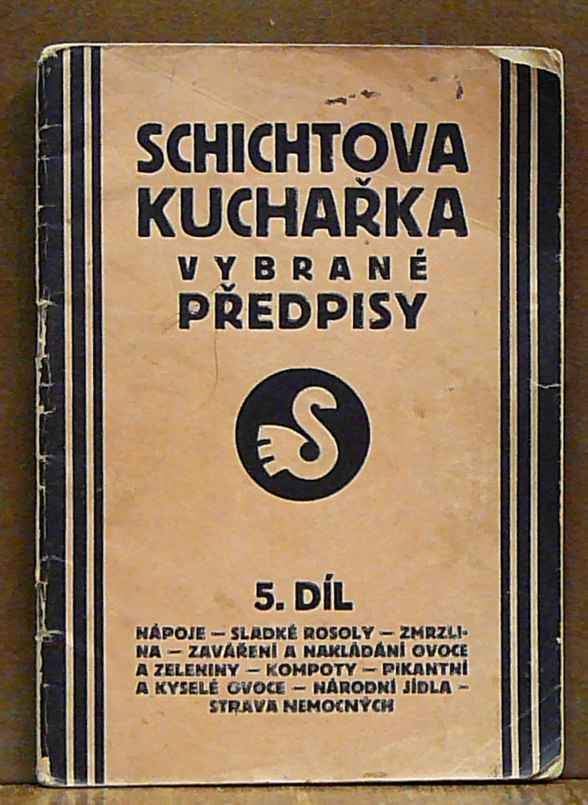 SCHICHTOVA
KUCHAŘKA
VYBRANÉ
PŘEDPISY
5. DÍL
NÁPOJE — SLADKÉ ROSOLY — ZMRZLI-
NA — ZAVÁŘENÍ A NAKLÁDÁNÍ OVOCE
A ZELENINY — KOMPOTY — PIKANTNÍ
A KYSELÉ OVOCE — NÁRODNÍ JÍDLA —
STRAVA NEMOCNÝCH